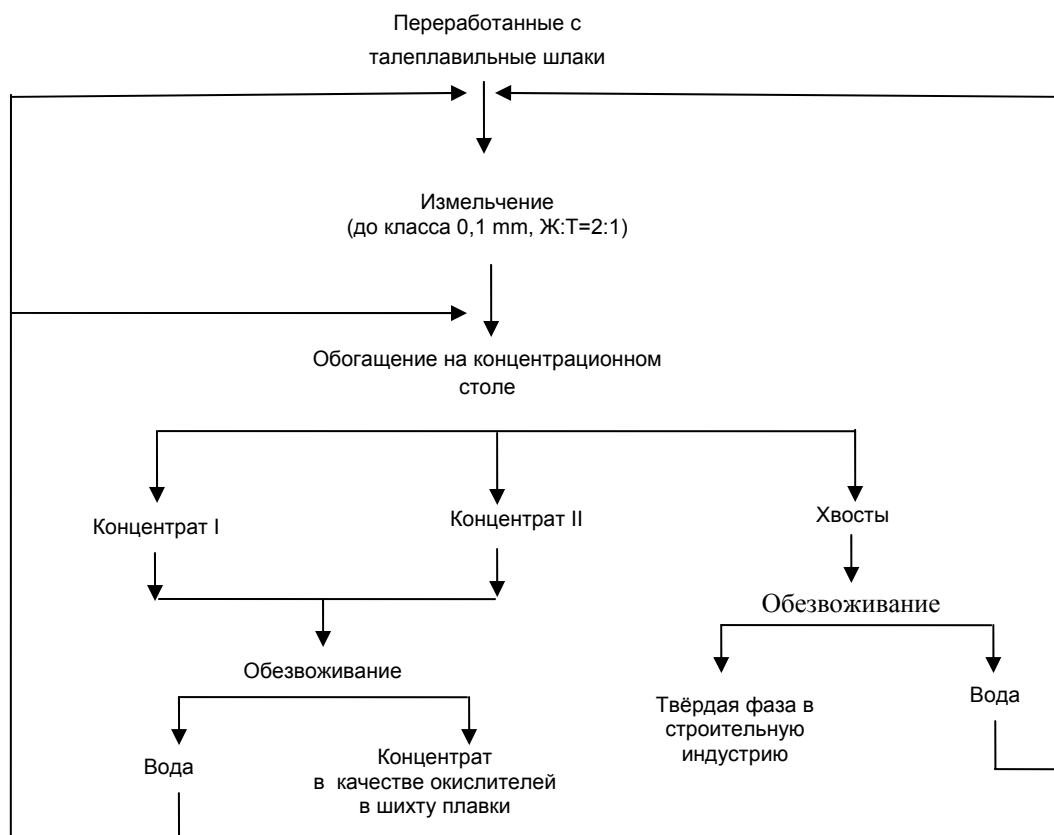 Переработанные с
талеплавильные шлаки
Измельчение
(до класса 0,1 mm, Ж:Т=2:1)
Обогащение на концентрационном
столе
Концентрат I
Концентрат II
Хвосты
Обезвоживание
Обезвоживание
Твёрдая фаза в
строительную
индустрию
Вода
Вода
Концентрат
в качестве окислителей
в шихту плавки